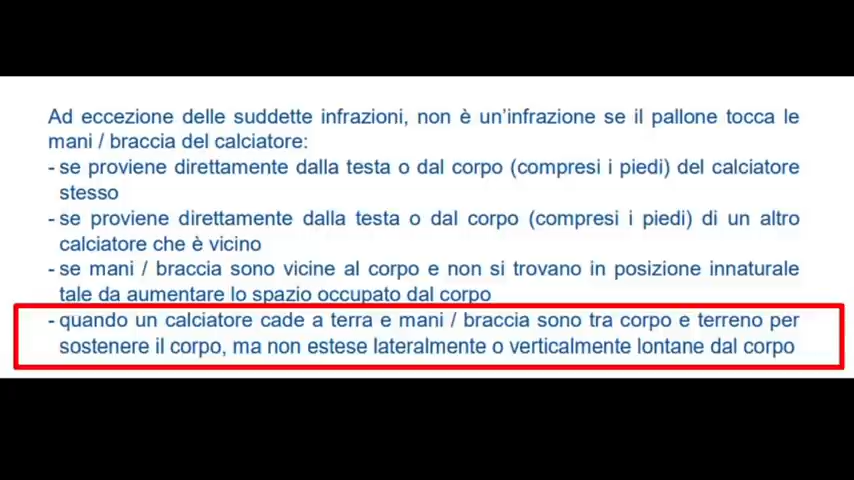 Ad eccezione delle suddette infrazioni, non è un'infrazione se il pallone tocca le
mani / braccia del calciatore:
- se proviene direttamente dalla testa o dal corpo (compresi i piedi) del calciatore
stesso
- se proviene direttamente dalla testa o dal corpo (compresi i piedi) di un altro
calciatore che è vicino
- se mani / braccia sono vicine al corpo e non si trovano in posizione innaturale
tale da aumentare lo spazio occupato dal corpo
- quando un calciatore cade a terra e mani / braccia sono tra corpo e terreno per
sostenere il corpo, ma non estese lateralmente o verticalmente lontane dal corpo